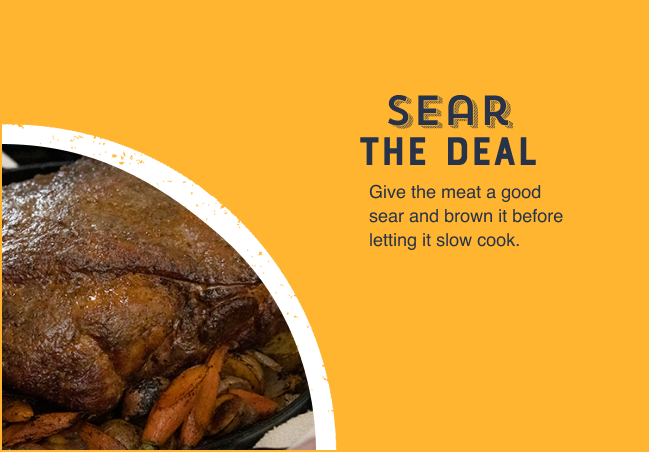 SEAR
THE DEAL
Give the meat a good
sear and brown it before
letting it slow cook.